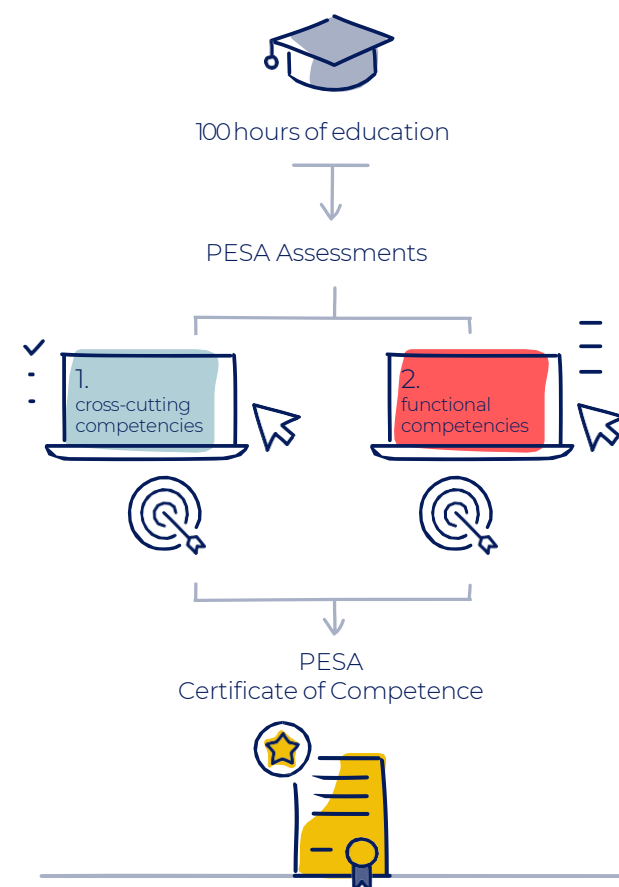 100 hours of education
PESA Assessments
1.
cross-cutting
competencies
2.
functional
competencies
PESA
Certificate of Competence